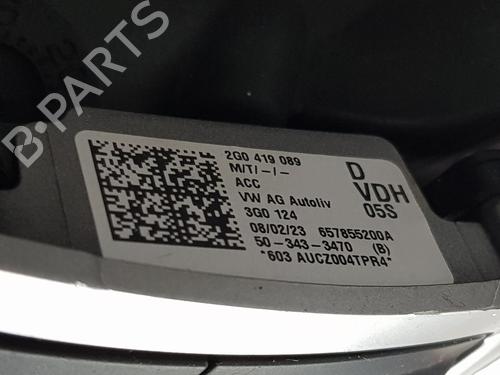 B-PARTS
2G0 419 089 D
M/T/-/- VDH
ACC 05S
VW AG Autoliv
3G0 124
08/02/23 657855200A
50-343-3470 (B)
*603 AUCZ004TPR4*